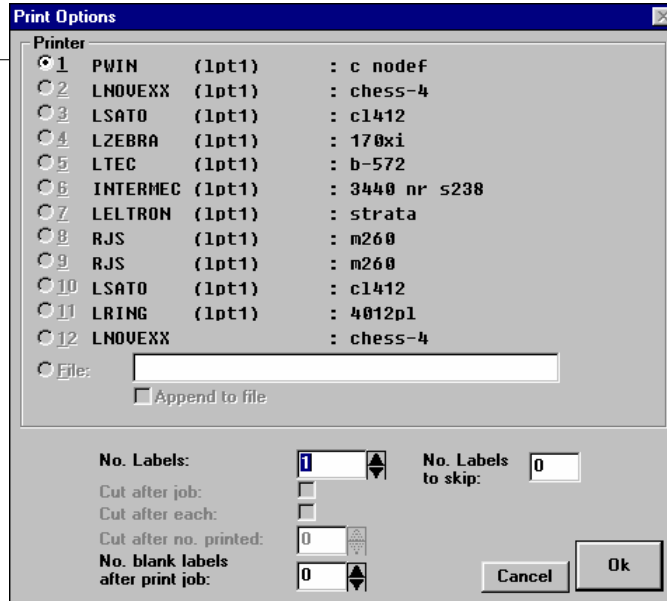 Print Options
Printer
1 PWIN (lpt1) : c nodef
2 LNOVEXX (lpt1) : chess-4
3 LSATO (lpt1) : cl412
4 LZEBRA (lpt1) : 170xi
5 LTEC (lpt1) : b-572
6 INTERMEC (lpt1) : 3440 nr s238
7 LELTRON (lpt1) : strata
8 RJS (lpt1) : m260
9 RJS (lpt1) : m260
10 LSATO (lpt1) : cl412
11 LRING (lpt1) : 4012pl
12 LNOVEXX : chess-4
File:
Append to file
No. Labels: 1
No. Labels to skip: 0
Cut after job:
Cut after each:
Cut after no. printed: 0
No. blank labels
after print job: 0
Cancel
Ok